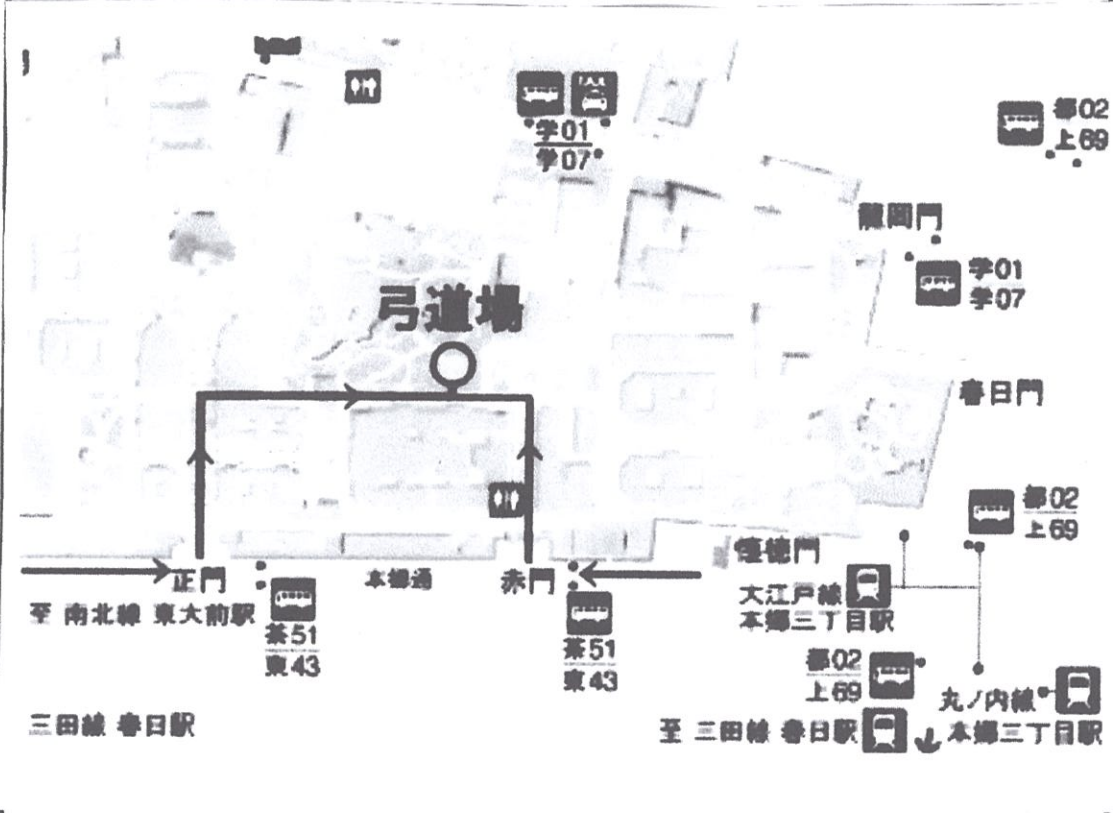 学01
学07
都02
上69
龍岡門
学01
学07
弓道場
春日門
都02
上69
正門
本郷通
赤門
懐徳門
至 南北線 東大前駅
茶51
東43
茶51
東43
大江戸線
本郷三丁目駅
都02
上69
丸ノ内線
本郷三丁目駅
三田線 春日駅
至 三田線 春日駅